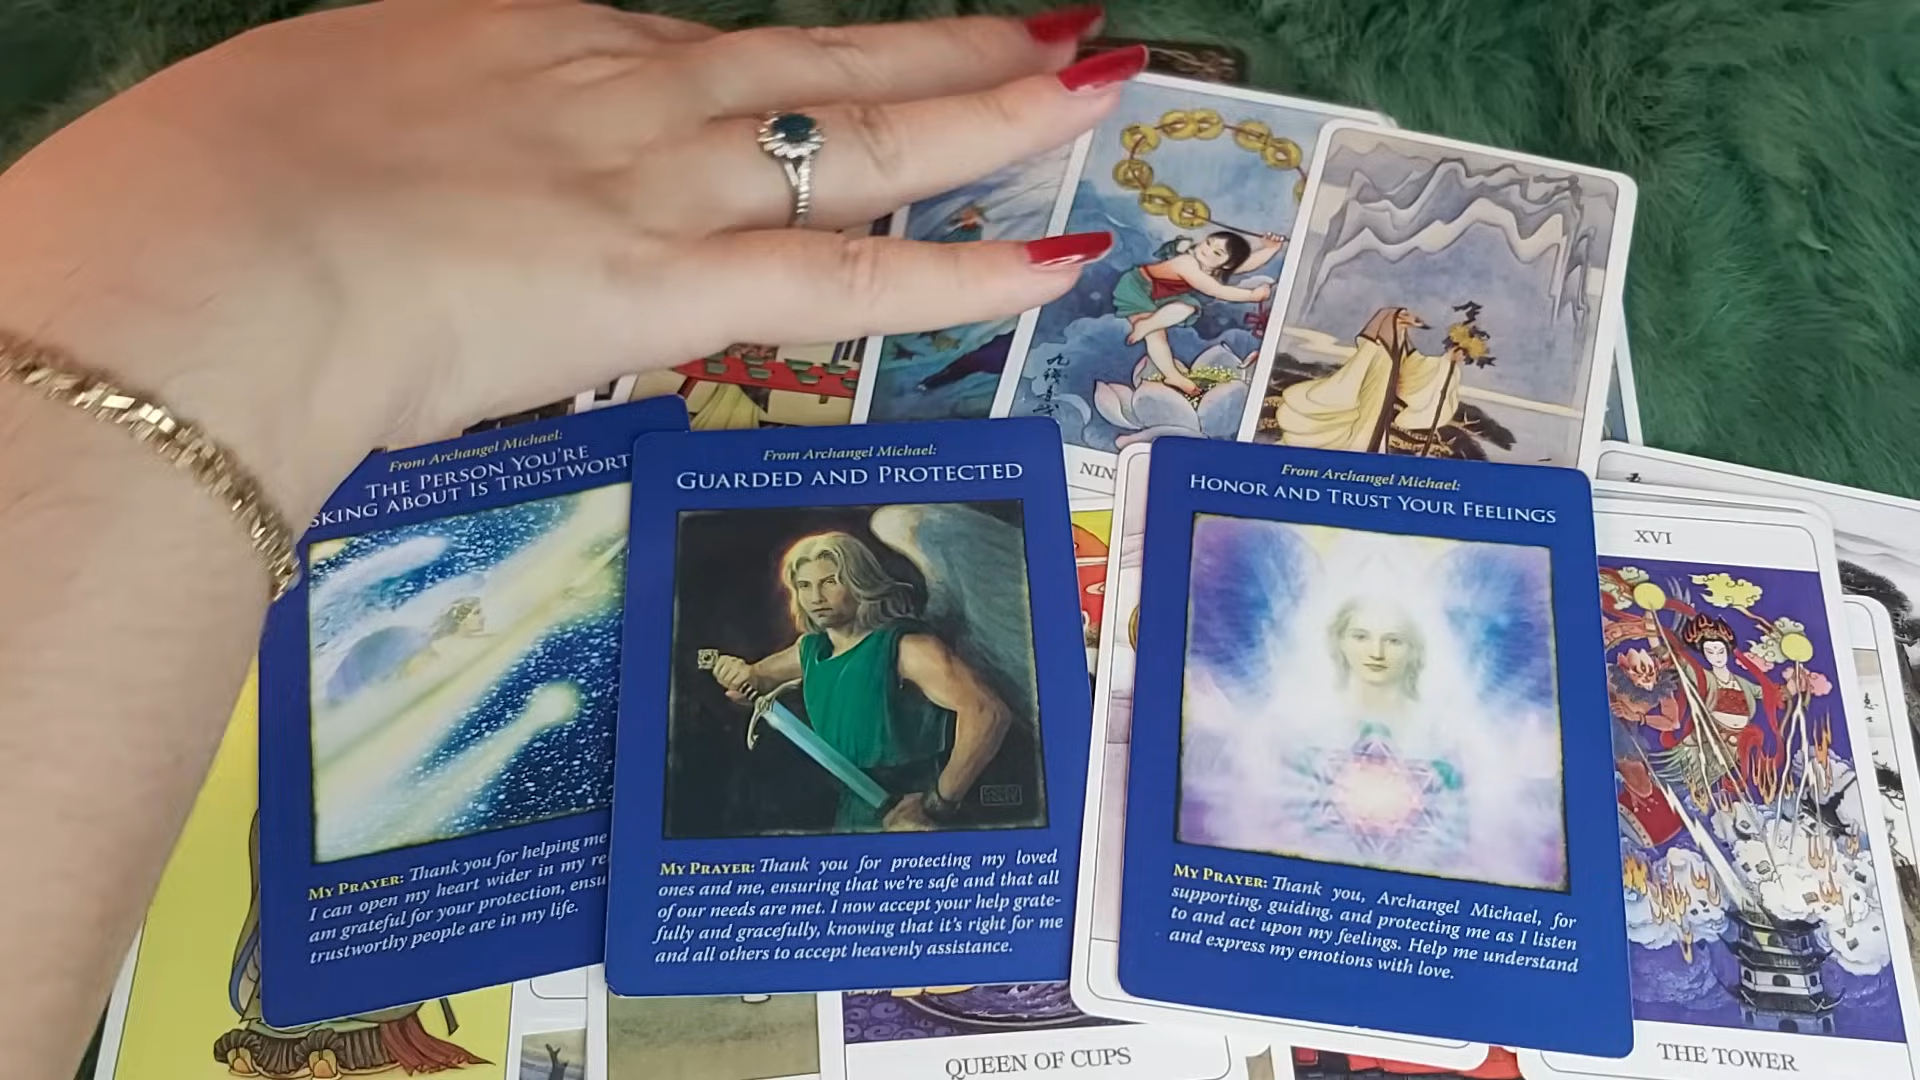 From Archangel Michael:
THE PERSON YOU'RE
ASKING ABOUT IS TRUSTWORT
MY PRAYER: Thank you for helping me
I can open my heart wider in my re
am grateful for your protection, ensu
trustworthy people are in my life.
From Archangel Michael:
GUARDED AND PROTECTED
MY PRAYER: Thank you for protecting my loved
ones and me, ensuring that we're safe and that all
of our needs are met. I now accept your help grate-
fully and gracefully, knowing that it's right for me
and all others to accept heavenly assistance.
From Archangel Michael:
HONOR AND TRUST YOUR FEELINGS
MY PRAYER: Thank you, Archangel Michael, for
supporting, guiding, and protecting me as I listen
to and act upon my feelings. Help me understand
and express my emotions with love.
NIN
XVI
QUEEN OF CUPS
THE TOWER